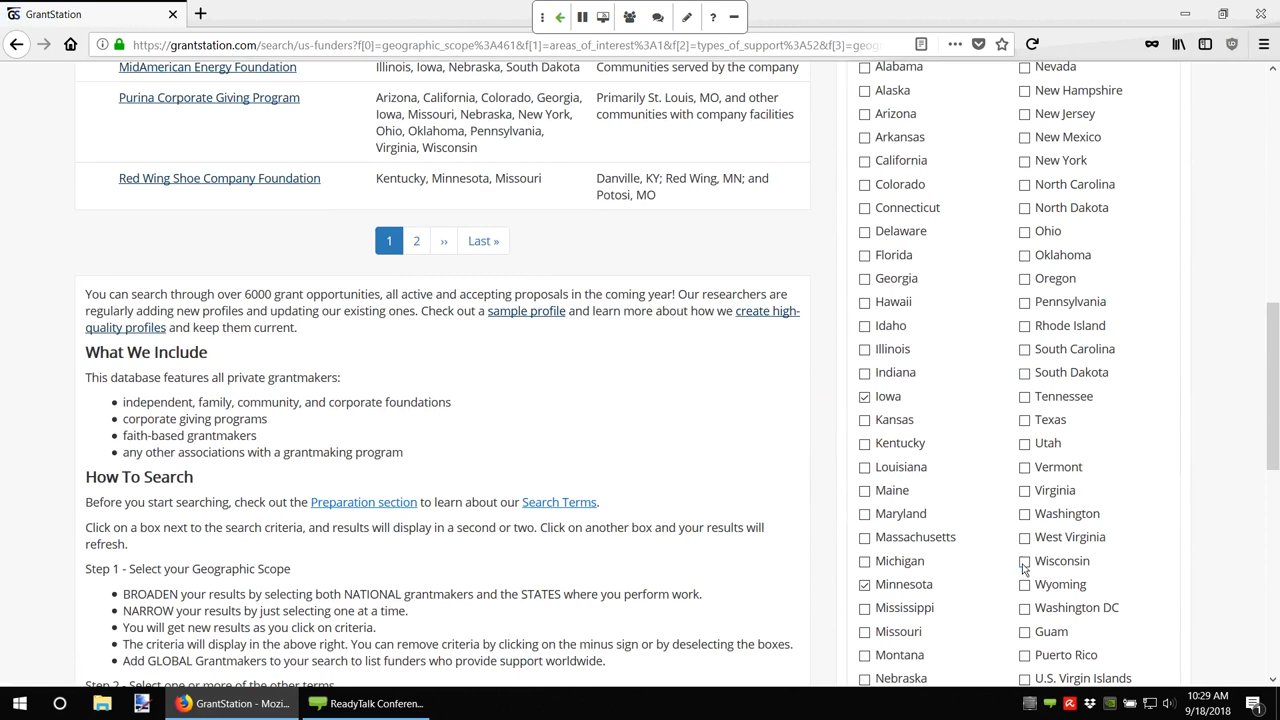 GrantStation
https://grantstation.com/search/us-funders?f[0]=geographic_scope%3A461&f[1]=areas_of_interest%3A1&f[2]=types_of_support%3A52&f[3]=geog
MidAmerican Energy Foundation
Illinois, Iowa, Nebraska, South Dakota
Communities served by the company
Purina Corporate Giving Program
Arizona, California, Colorado, Georgia,
Iowa, Missouri, Nebraska, New York,
Ohio, Oklahoma, Pennsylvania,
Virginia, Wisconsin
Primarily St. Louis, MO, and other
communities with company facilities
Red Wing Shoe Company Foundation
Kentucky, Minnesota, Missouri
Danville, KY; Red Wing, MN; and
Potosi, MO
1 2 ›› Last »
You can search through over 6000 grant opportunities, all active and accepting proposals in the coming year! Our researchers are
regularly adding new profiles and updating our existing ones. Check out a sample profile and learn more about how we create high-
quality profiles and keep them current.
What We Include
This database features all private grantmakers:
• independent, family, community, and corporate foundations
• corporate giving programs
• faith-based grantmakers
• any other associations with a grantmaking program
How To Search
Before you start searching, check out the Preparation section to learn about our Search Terms.
Click on a box next to the search criteria, and results will display in a second or two. Click on another box and your results will
refresh.
Step 1 - Select your Geographic Scope
• BROADEN your results by selecting both NATIONAL grantmakers and the STATES where you perform work.
• NARROW your results by just selecting one at a time.
• You will get new results as you click on criteria.
• The criteria will display in the above right. You can remove criteria by clicking on the minus sign or by deselecting the boxes.
• Add GLOBAL Grantmakers to your search to list funders who provide support worldwide.
Step 2 - Select one or more of the other terms
Alabama
Alaska
Arizona
Arkansas
California
Colorado
Connecticut
Delaware
Florida
Georgia
Hawaii
Idaho
Illinois
Indiana
Iowa
Kansas
Kentucky
Louisiana
Maine
Maryland
Massachusetts
Michigan
Minnesota
Mississippi
Missouri
Montana
Nebraska
Nevada
New Hampshire
New Jersey
New Mexico
New York
North Carolina
North Dakota
Ohio
Oklahoma
Oregon
Pennsylvania
Rhode Island
South Carolina
South Dakota
Tennessee
Texas
Utah
Vermont
Virginia
Washington
West Virginia
Wisconsin
Wyoming
Washington DC
Guam
Puerto Rico
U.S. Virgin Islands
GrantStation - Mozi...
ReadyTalk Conferen...
10:29 AM
9/18/2018
1